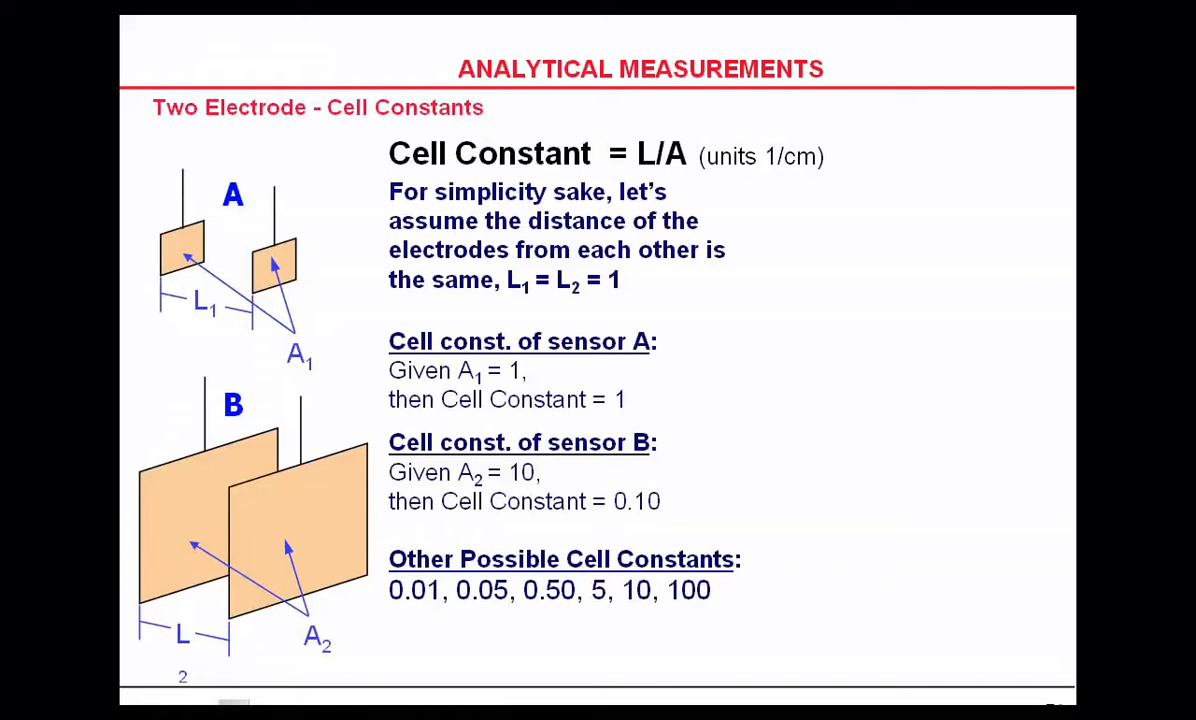 ANALYTICAL MEASUREMENTS
Two Electrode - Cell Constants
Cell Constant = L/A (units 1/cm)
For simplicity sake, let's
assume the distance of the
electrodes from each other is
the same, L₁ = L₂ = 1
A
L₁
A₁
Cell const. of sensor A:
Given A₁ = 1,
then Cell Constant = 1
B
Cell const. of sensor B:
Given A₂ = 10,
then Cell Constant = 0.10
Other Possible Cell Constants:
0.01, 0.05, 0.50, 5, 10, 100
L
A₂
2